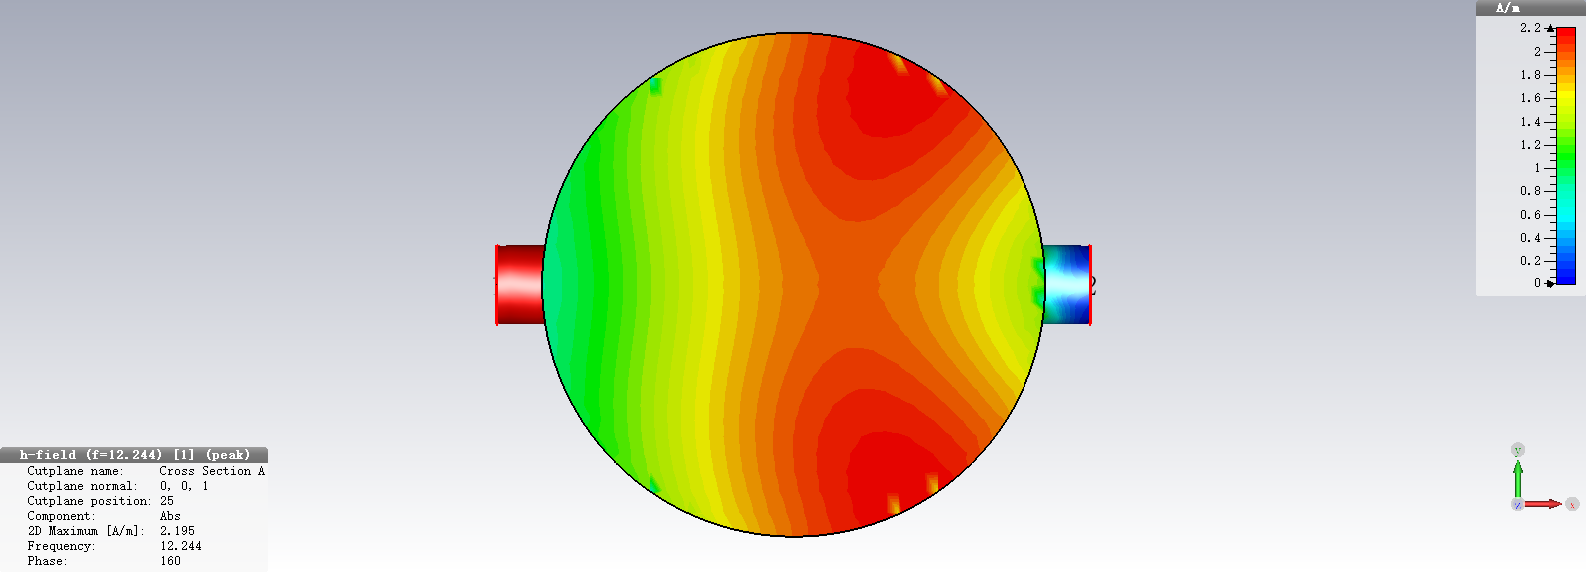 A/m
2.2
2
1.8
1.6
1.4
1.2
1
0.8
0.6
0.4
0.2
0
2
h-field (f=12.244) [1] (peak)
Cutplane name: Cross Section A
Cutplane normal: 0, 0, 1
Cutplane position: 25
Component: Abs
2D Maximum [A/m]: 2.195
Frequency: 12.244
Phase: 160
y
z x